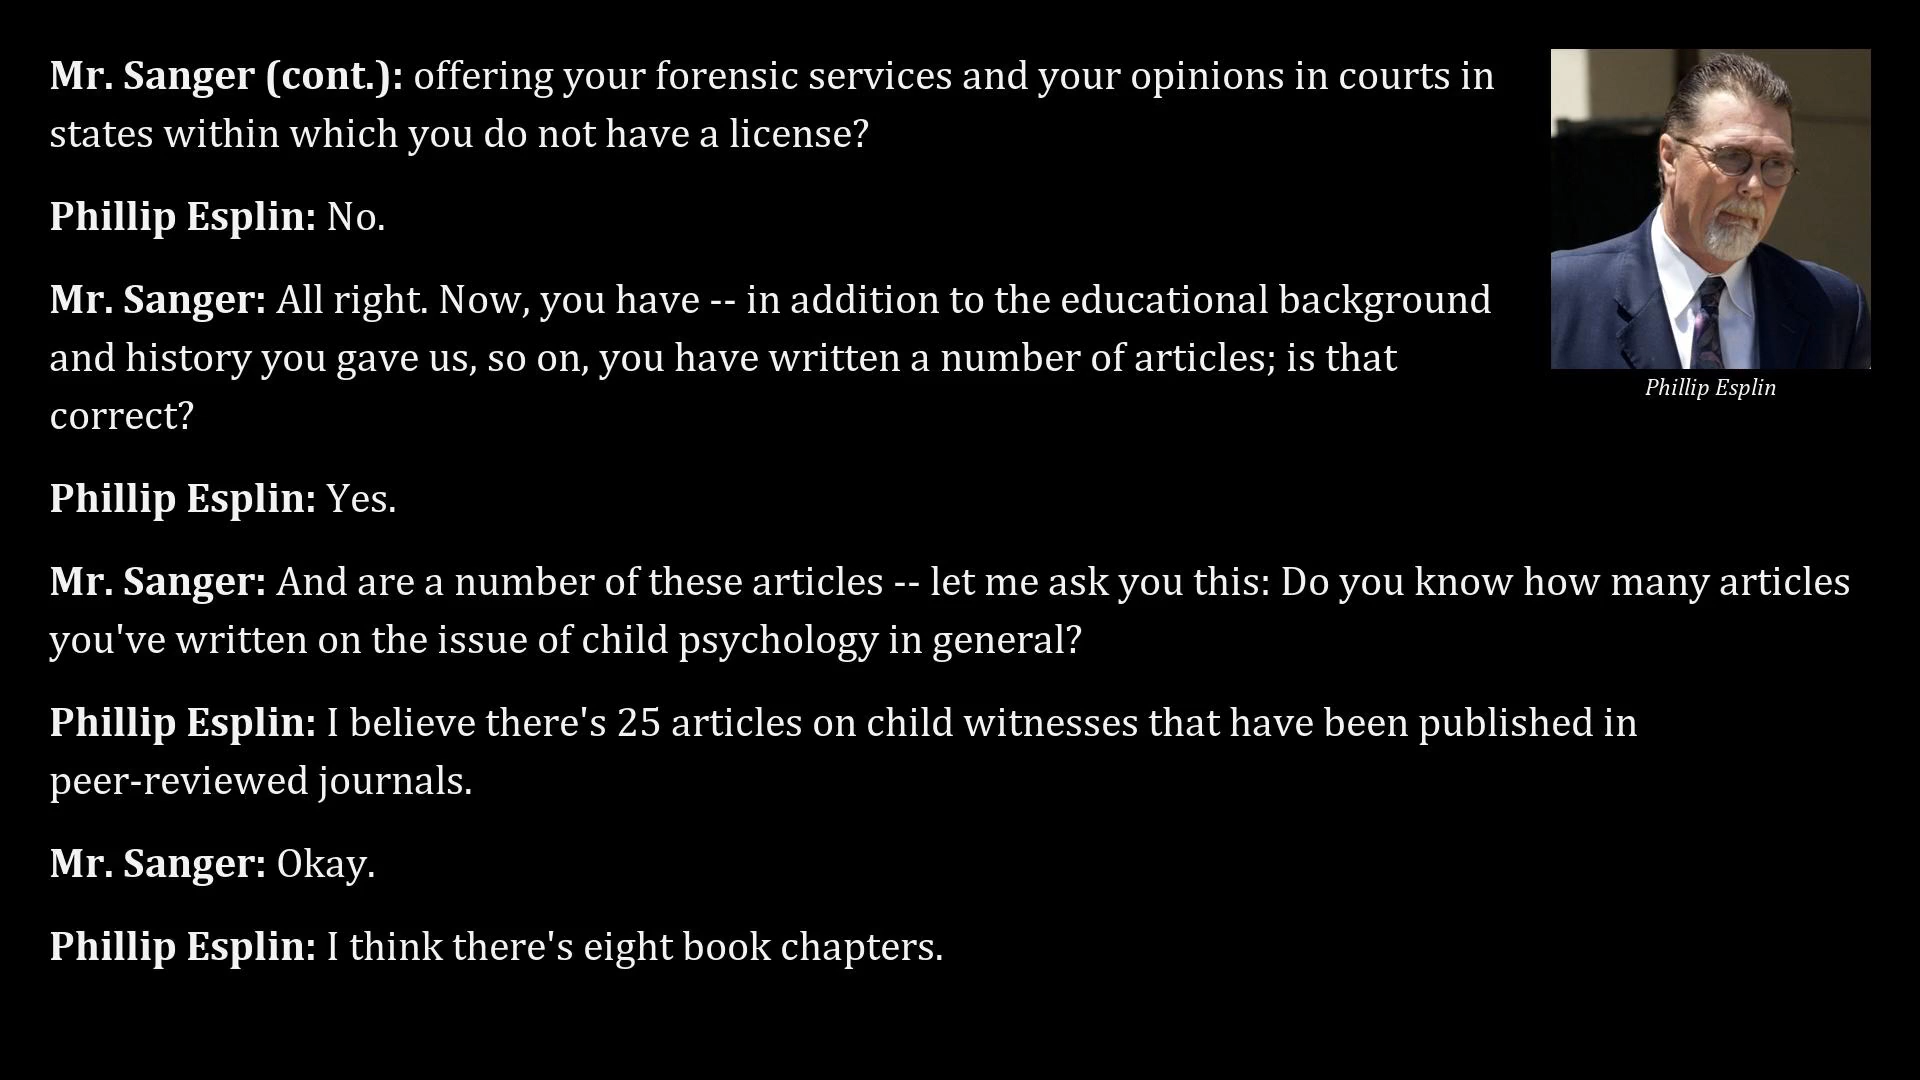 Mr. Sanger (cont.): offering your forensic services and your opinions in courts in
states within which you do not have a license?
Phillip Esplin: No.
Mr. Sanger: All right. Now, you have -- in addition to the educational background
and history you gave us, so on, you have written a number of articles; is that
correct?
Phillip Esplin
Phillip Esplin: Yes.
Mr. Sanger: And are a number of these articles -- let me ask you this: Do you know how many articles
you've written on the issue of child psychology in general?
Phillip Esplin: I believe there's 25 articles on child witnesses that have been published in
peer-reviewed journals.
Mr. Sanger: Okay.
Phillip Esplin: I think there's eight book chapters.